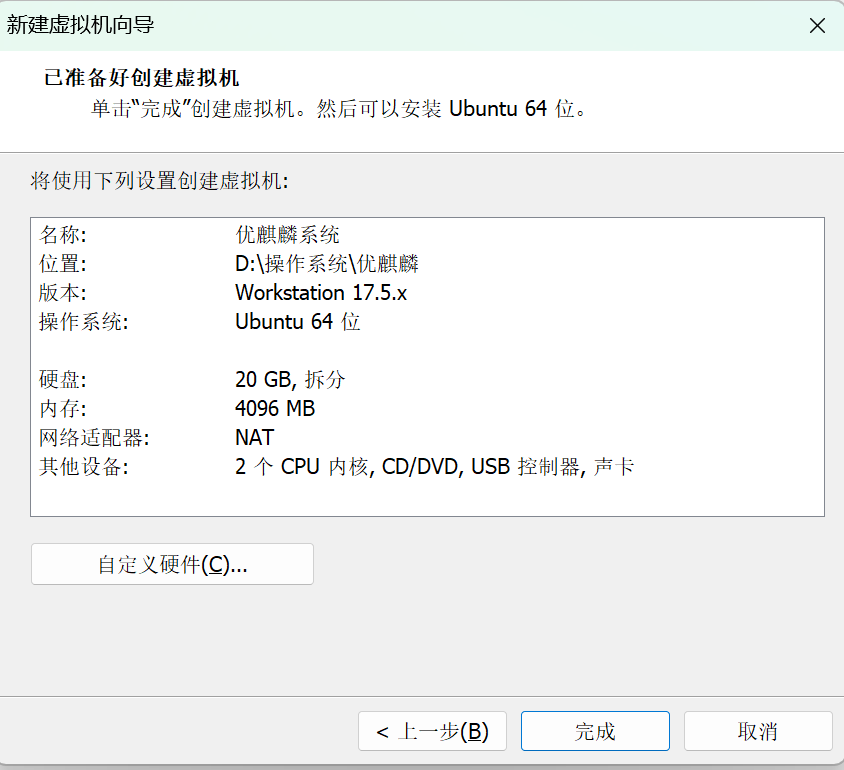 新建虚拟机向导
已准备好创建虚拟机
单击“完成”创建虚拟机。然后可以安装 Ubuntu 64 位。
将使用下列设置创建虚拟机:
名称: 优麒麟系统
位置: D:\操作系统\优麒麟
版本: Workstation 17.5.x
操作系统: Ubuntu 64 位
硬盘: 20 GB, 拆分
内存: 4096 MB
网络适配器: NAT
其他设备: 2 个 CPU 内核, CD/DVD, USB 控制器, 声卡
自定义硬件(C)...
< 上一步(B) 完成 取消